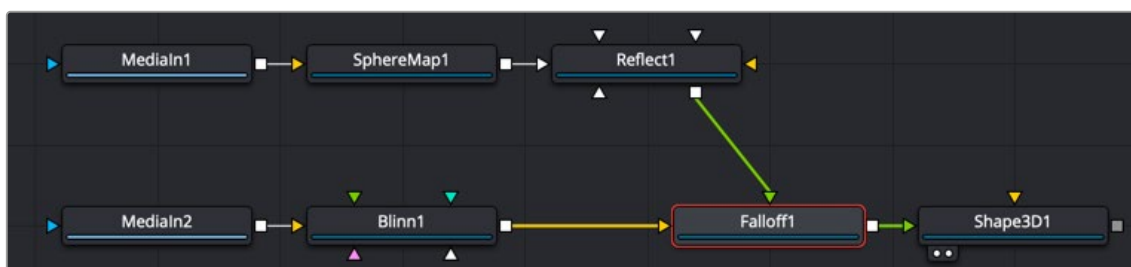 MediaIn1
SphereMap1
Reflect1
MediaIn2
Blinn1
Falloff1
Shape3D1